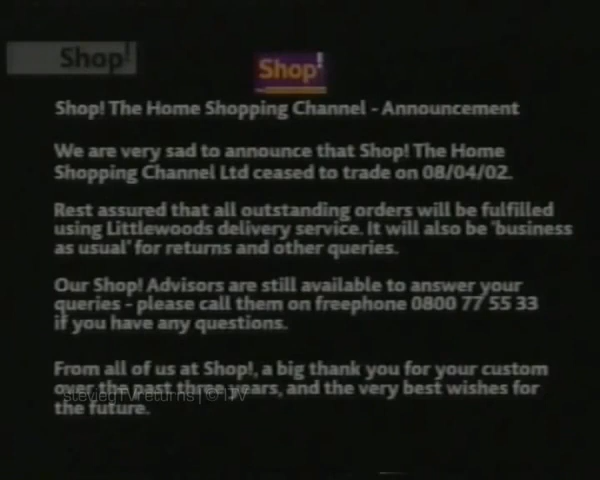 Shop!
Shop!
Shop! The Home Shopping Channel - Announcement
We are very sad to announce that Shop! The Home
Shopping Channel Ltd ceased to trade on 08/04/02.
Rest assured that all outstanding orders will be fulfilled
using Littlewoods delivery service. It will also be 'business
as usual' for returns and other queries.
Our Shop! Advisors are still available to answer your
queries - please call them on freephone 0800 77 55 33
if you have any questions.
From all of us at Shop!, a big thank you for your custom
over the past three years, and the very best wishes for
steviegTVreturns | © ITV
the future.